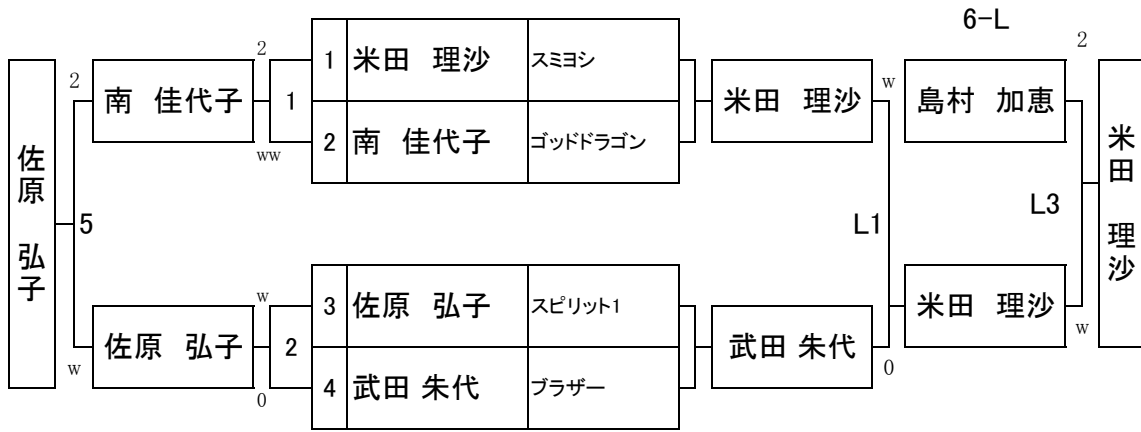 6-L
2
2
2
1 米田 理沙 スミヨシ
南 佳代子
1
米田 理沙
w
島村 加恵
2 南 佳代子 ゴッドドラゴン
ww
佐原 弘子
5
L1
L3
米田 理沙
w
3 佐原 弘子 スピリット1
米田 理沙
佐原 弘子
2
武田 朱代
w
w
4 武田 朱代 ブラザー
0
0